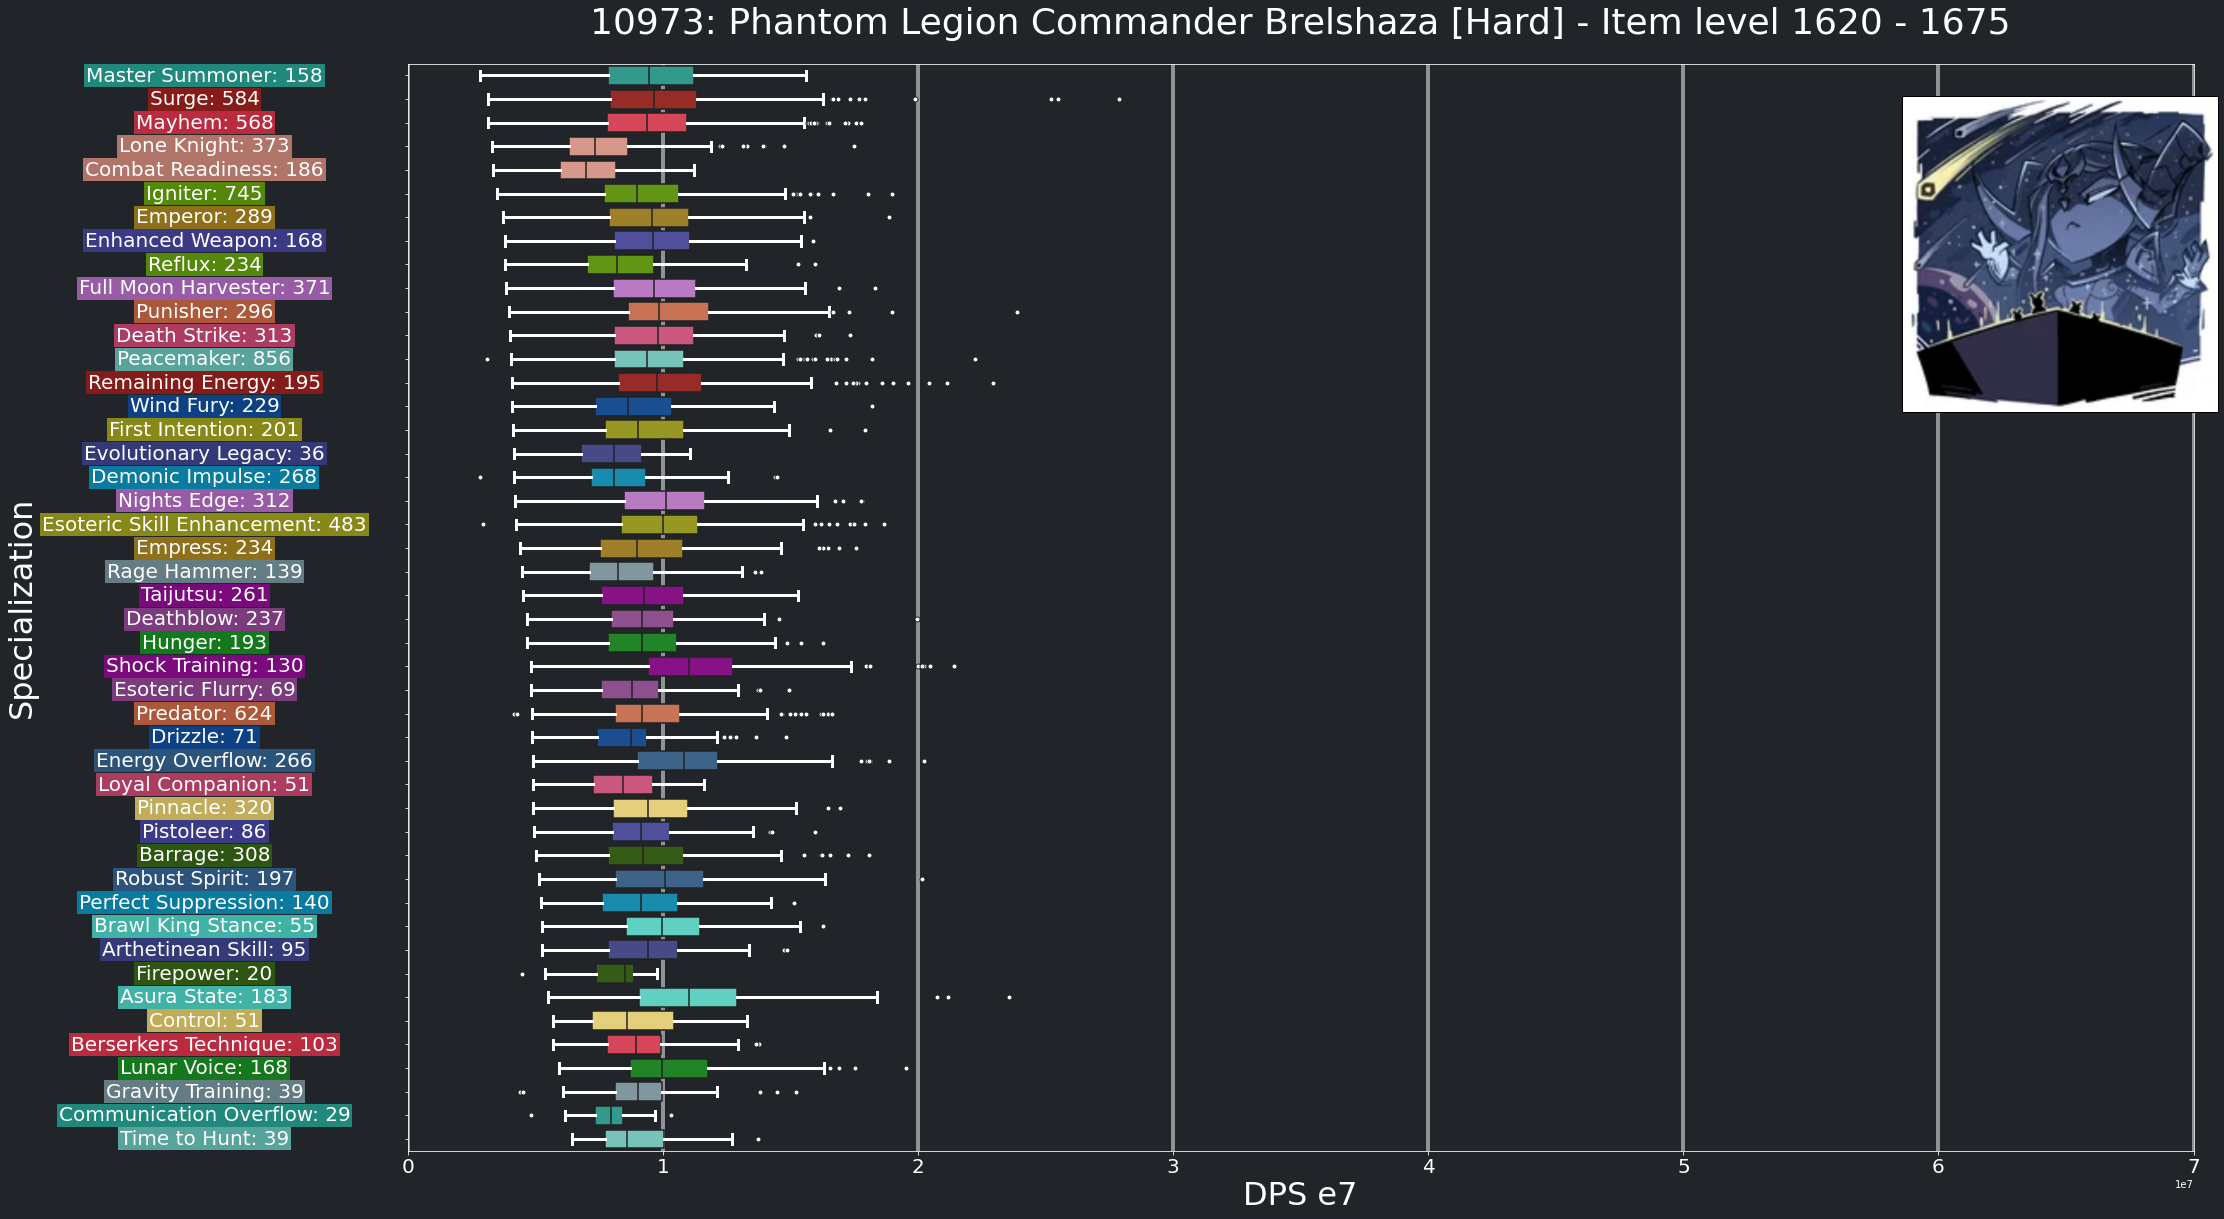 10973: Phantom Legion Commander Brelshaza [Hard] - Item level 1620 - 1675
Master Summoner: 158
Surge: 584
Mayhem: 568
Lone Knight: 373
Combat Readiness: 186
Igniter: 745
Emperor: 289
Enhanced Weapon: 168
Reflux: 234
Full Moon Harvester: 371
Punisher: 296
Death Strike: 313
Peacemaker: 856
Remaining Energy: 195
Wind Fury: 229
First Intention: 201
Evolutionary Legacy: 36
Demonic Impulse: 268
Nights Edge: 312
Esoteric Skill Enhancement: 483
Empress: 234
Rage Hammer: 139
Taijutsu: 261
Deathblow: 237
Hunger: 193
Shock Training: 130
Esoteric Flurry: 69
Predator: 624
Drizzle: 71
Energy Overflow: 266
Loyal Companion: 51
Pinnacle: 320
Pistoleer: 86
Barrage: 308
Robust Spirit: 197
Perfect Suppression: 140
Brawl King Stance: 55
Arthetinean Skill: 95
Firepower: 20
Asura State: 183
Control: 51
Berserkers Technique: 103
Lunar Voice: 168
Gravity Training: 39
Communication Overflow: 29
Time to Hunt: 39
Specialization
0 1 2 3 4 5 6 7
1e7
DPS e7